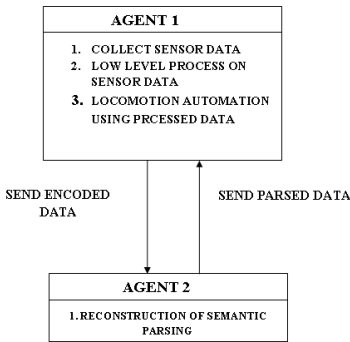 AGENT 1
1. COLLECT SENSOR DATA
2. LOW LEVEL PROCESS ON
SENSOR DATA
3. LOCOMOTION AUTOMATION
USING PRCESSED DATA
SEND ENCODED
DATA
SEND PARSED DATA
AGENT 2
1. RECONSTRUCTION OF SEMANTIC
PARSING